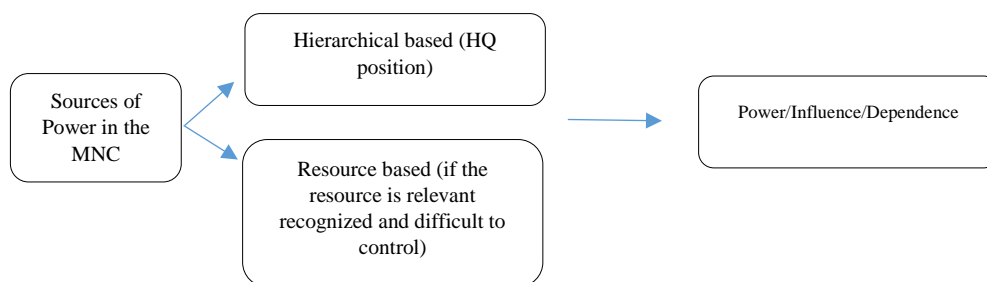 Sources of
Power in the
MNC
Hierarchical based (HQ
position)
Resource based (if the
resource is relevant
recognized and difficult to
control)
Power/Influence/Dependence